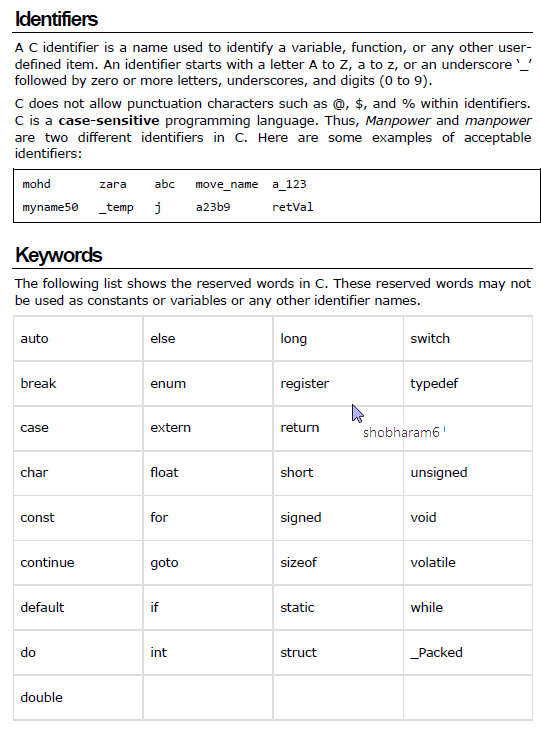 Identifiers
A C identifier is a name used to identify a variable, function, or any other user-
defined item. An identifier starts with a letter A to Z, a to z, or an underscore ‘_’
followed by zero or more letters, underscores, and digits (0 to 9).
C does not allow punctuation characters such as @, $, and % within identifiers.
C is a case-sensitive programming language. Thus, Manpower and manpower
are two different identifiers in C. Here are some examples of acceptable
identifiers:
mohd zara abc move_name a_123
myname50 _temp j a23b9 retVal
Keywords
The following list shows the reserved words in C. These reserved words may not
be used as constants or variables or any other identifier names.
auto else long switch
break enum register typedef
case extern return
shobharam6
char float short unsigned
const for signed void
continue goto sizeof volatile
default if static while
do int struct _Packed
double